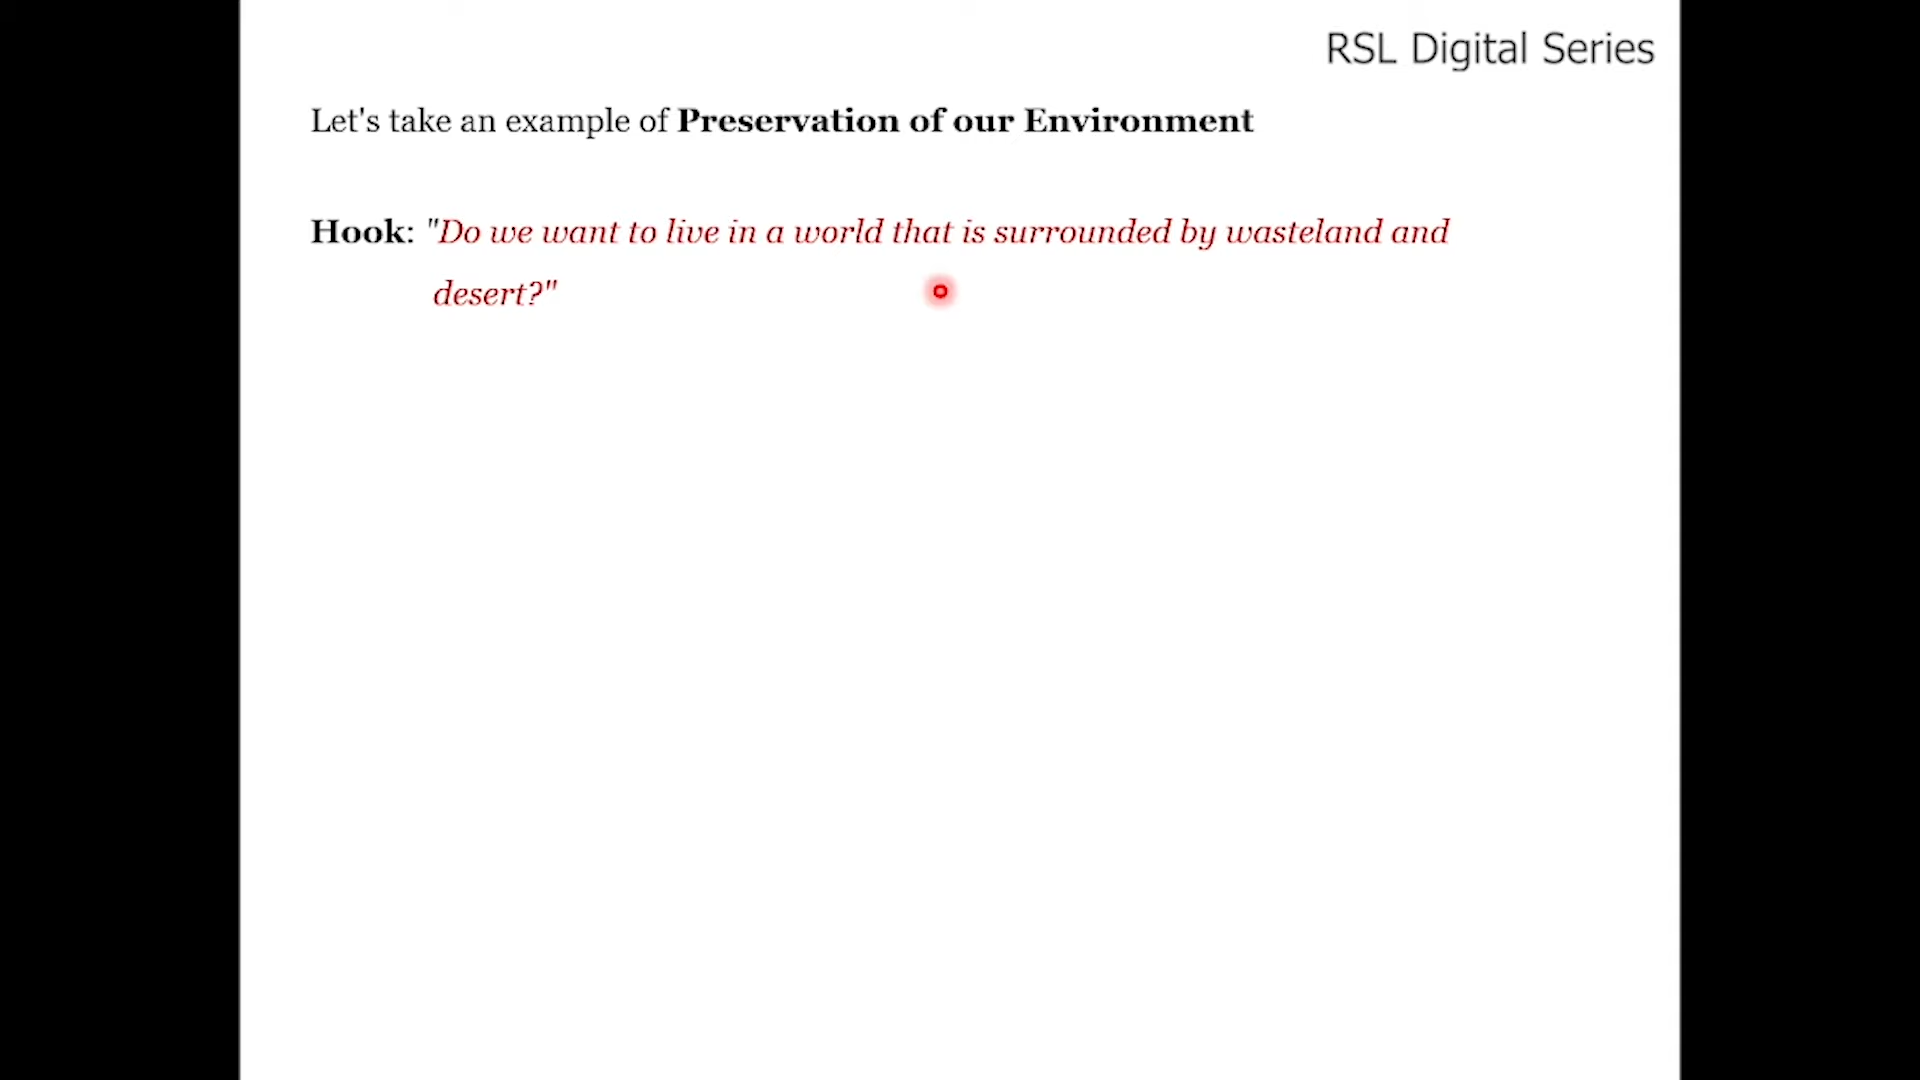 RSL Digital Series
Let's take an example of Preservation of our Environment
Hook: "Do we want to live in a world that is surrounded by wasteland and
desert?"